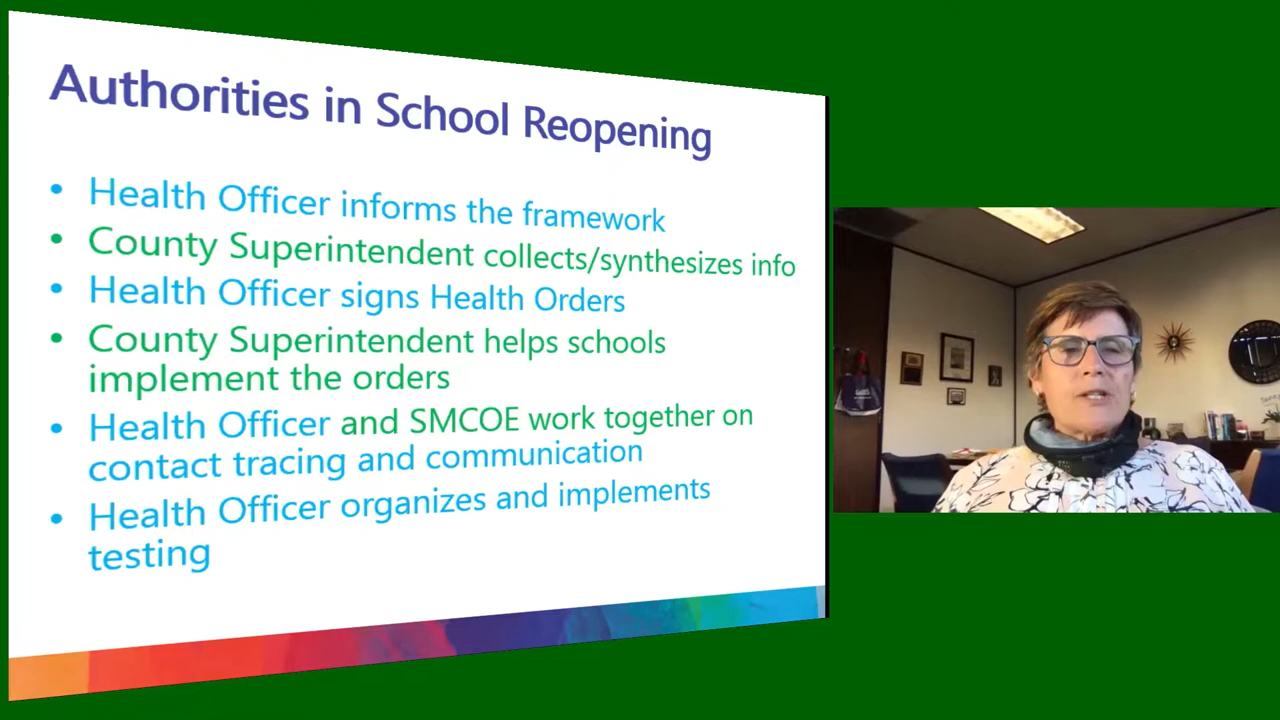 Authorities in School Reopening
• Health Officer informs the framework
• County Superintendent collects/synthesizes info
• Health Officer signs Health Orders
• County Superintendent helps schools
implement the orders
• Health Officer and SMCOE work together on
contact tracing and communication
• Health Officer organizes and implements
testing